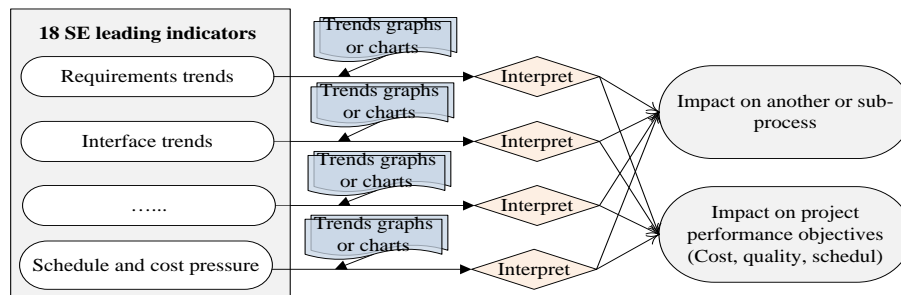 18 SE leading indicators
Trends graphs
or charts
Requirements trends
Interpret
Trends graphs
or charts
Impact on another or sub-
process
Interface trends
Interpret
Trends graphs
or charts
…...
Interpret
Trends graphs
or charts
Impact on project
performance objectives
(Cost, quality, schedul)
Schedule and cost pressure
Interpret